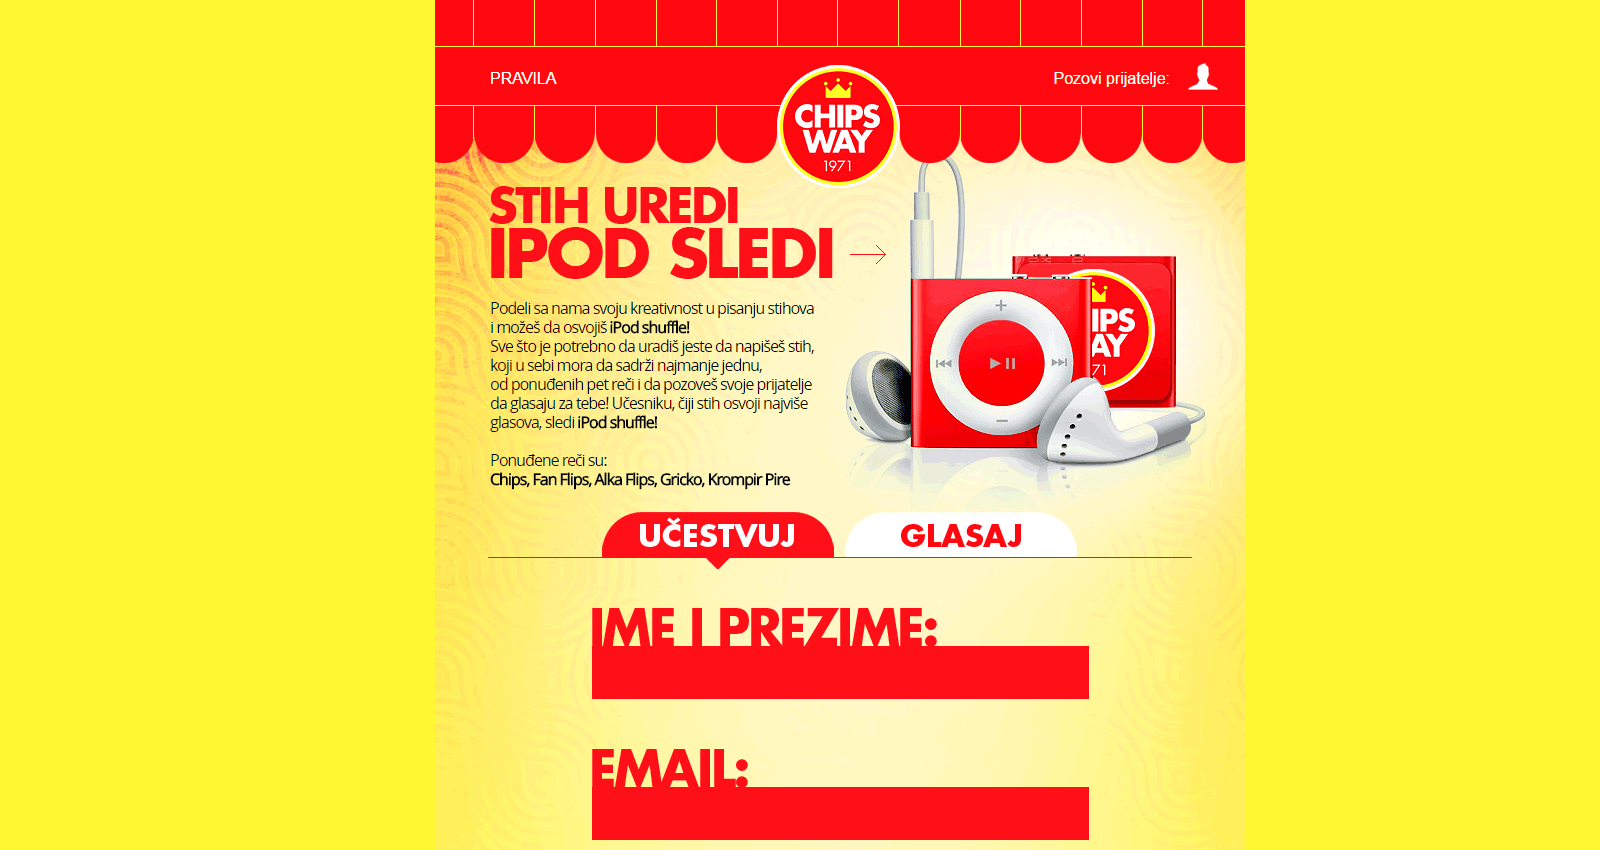 PRAVILA
Pozovi prijatelje:
CHIPS
WAY
1971
STIH UREDI
IPOD SLEDI
Podeli sa nama svoju kreativnost u pisanju stihova
i možeš da osvojiš iPod shuffle!
Sve što je potrebno da uradiš jeste da napišeš stih,
koji u sebi mora da sadrži najmanje jednu,
od ponuđenih pet reči i da pozoveš svoje prijatelje
da glasaju za tebe! Učesniku, čiji stih osvoji najviše
glasova, sledi iPod shuffle!
Ponuđene reči su:
Chips, Fan Flips, Alka Flips, Gricko, Krompir Pire
UČESTVUJ
GLASAJ
IME I PREZIME:
EMAIL: